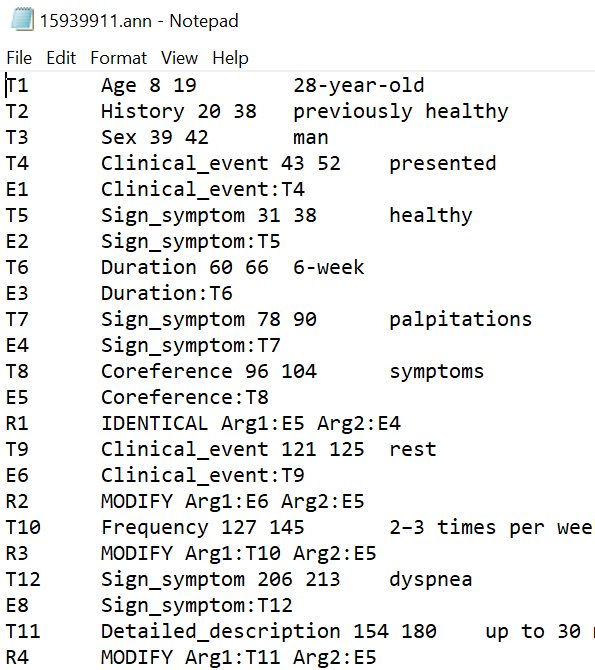 15939911.ann - Notepad
File Edit Format View Help
T1 Age 8 19 28-year-old
T2 History 20 38 previously healthy
T3 Sex 39 42 man
T4 Clinical_event 43 52 presented
E1 Clinical_event:T4
T5 Sign_symptom 31 38 healthy
E2 Sign_symptom:T5
T6 Duration 60 66 6-week
E3 Duration:T6
T7 Sign_symptom 78 90 palpitations
E4 Sign_symptom:T7
T8 Coreference 96 104 symptoms
E5 Coreference:T8
R1 IDENTICAL Arg1:E5 Arg2:E4
T9 Clinical_event 121 125 rest
E6 Clinical_event:T9
R2 MODIFY Arg1:E6 Arg2:E5
T10 Frequency 127 145 2–3 times per
R3 MODIFY Arg1:T10 Arg2:E5
T12 Sign_symptom 206 213 dyspnea
E8 Sign_symptom:T12
T11 Detailed_description 154 180 up to 30
R4 MODIFY Arg1:T11 Arg2:E5